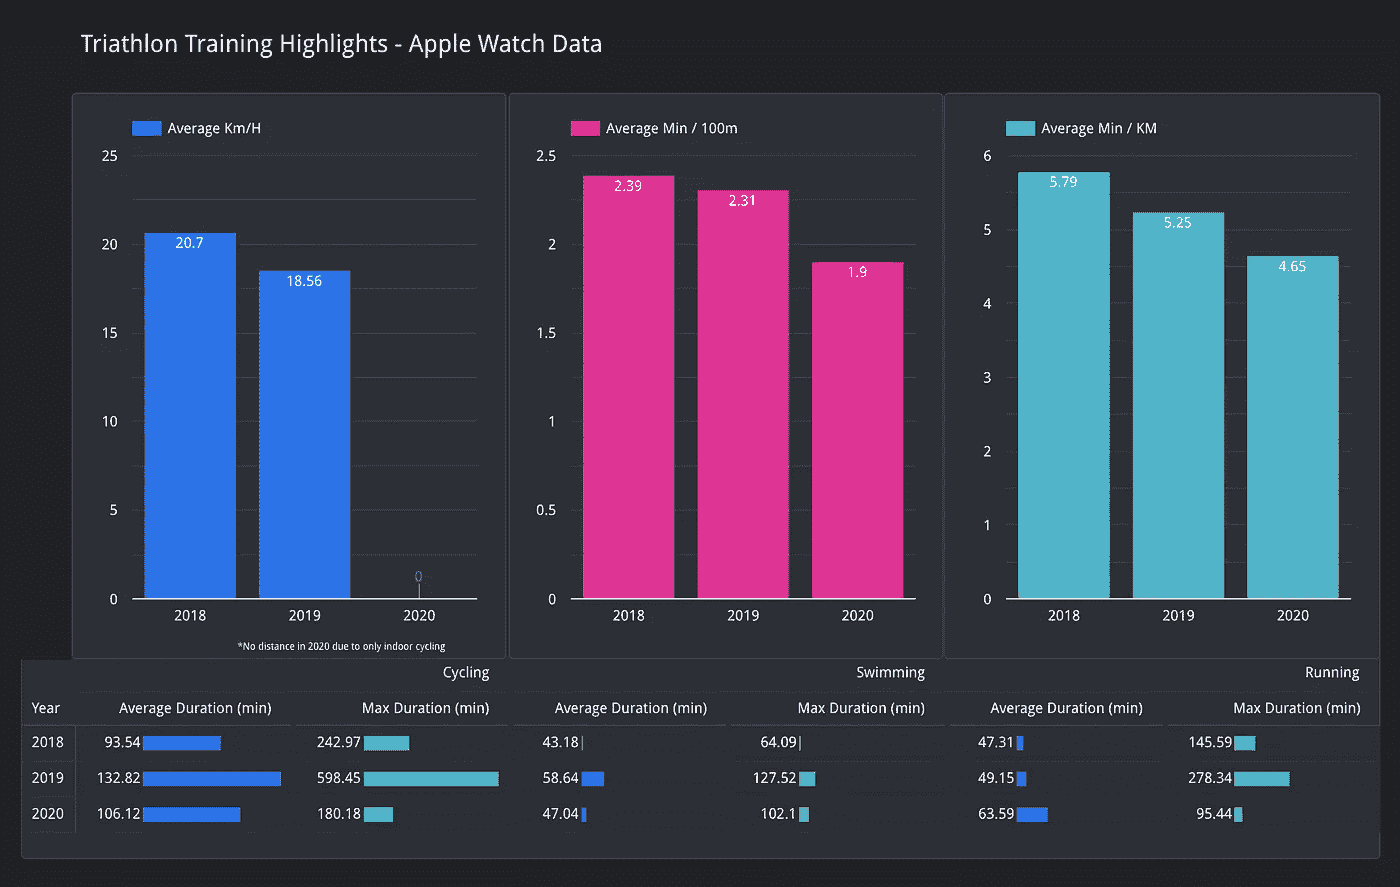 Triathlon Training Highlights - Apple Watch Data
Average Km/H
25
20
15
10
5
0
20.7
18.56
0
2018 2019 2020
*No distance in 2020 due to only indoor cycling
Average Min / 100m
2.5
2
1.5
1
0.5
0
2.39
2.31
1.9
2018 2019 2020
Average Min / KM
6
5
4
3
2
1
0
5.79
5.25
4.65
2018 2019 2020
Cycling Swimming Running
Year Average Duration (min) Max Duration (min) Average Duration (min) Max Duration (min) Average Duration (min) Max Duration (min)
2018 93.54 242.97 43.18 64.09 47.31 145.59
2019 132.82 598.45 58.64 127.52 49.15 278.34
2020 106.12 180.18 47.04 102.1 63.59 95.44